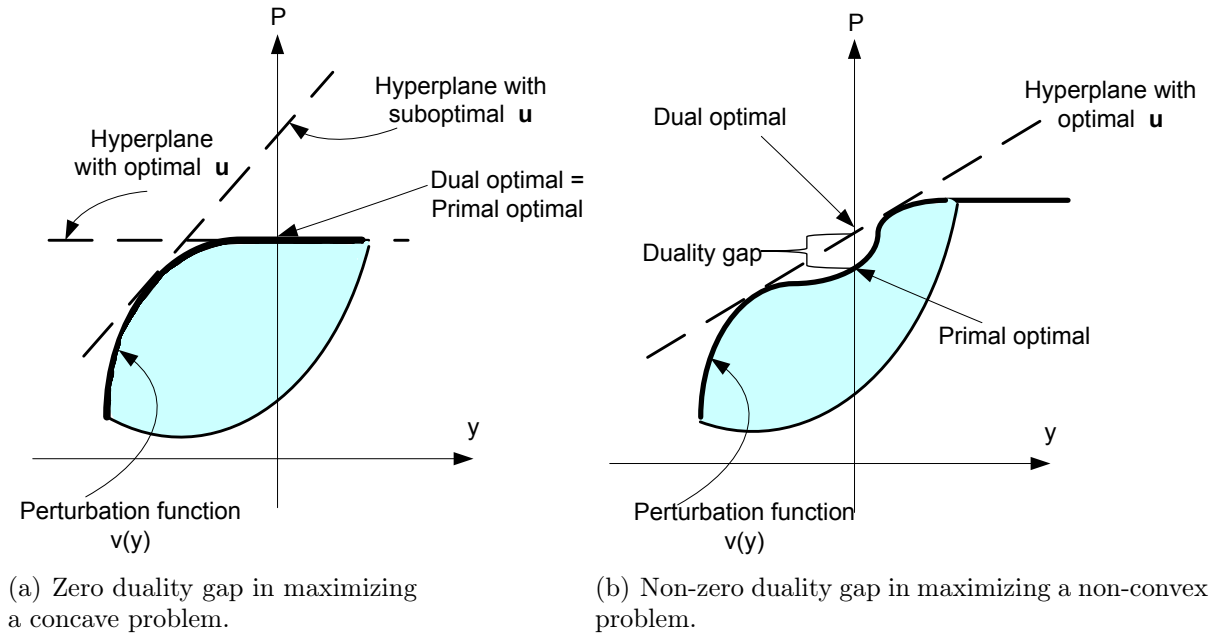 P
Hyperplane with
suboptimal u
Hyperplane
with optimal u
Dual optimal =
Primal optimal
y
Perturbation function
v(y)
(a) Zero duality gap in maximizing
a concave problem.
P
Hyperplane with
optimal u
Dual optimal
Duality gap
Primal optimal
y
Perturbation function
v(y)
(b) Non-zero duality gap in maximizing a non-convex
problem.